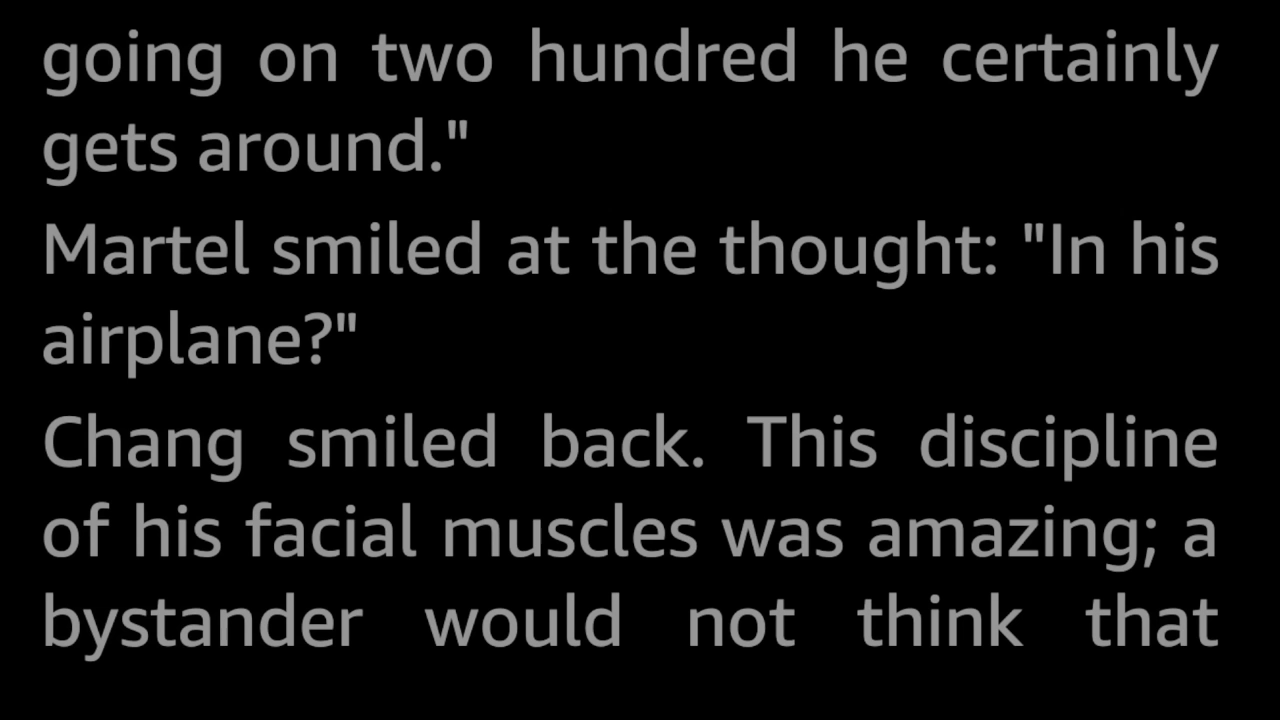 going on two hundred he certainly
gets around."
Martel smiled at the thought: "In his
airplane?"
Chang smiled back. This discipline
of his facial muscles was amazing; a
bystander would not think that